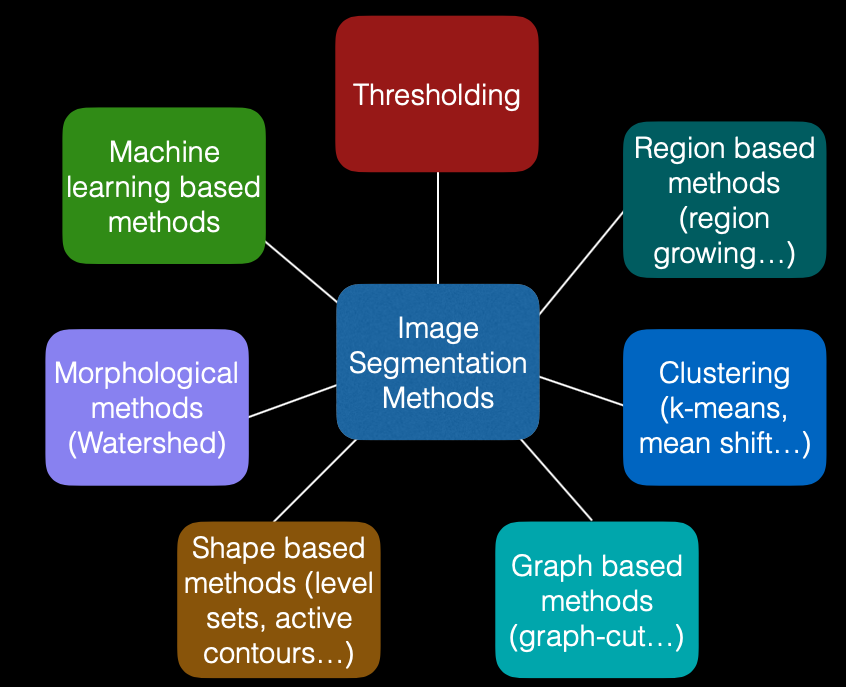 Thresholding
Machine
learning based
methods
Region based
methods
(region
growing…)
Image
Segmentation
Methods
Morphological
methods
(Watershed)
Clustering
(k-means,
mean shift…)
Shape based
methods (level
sets, active
contours…)
Graph based
methods
(graph-cut…)